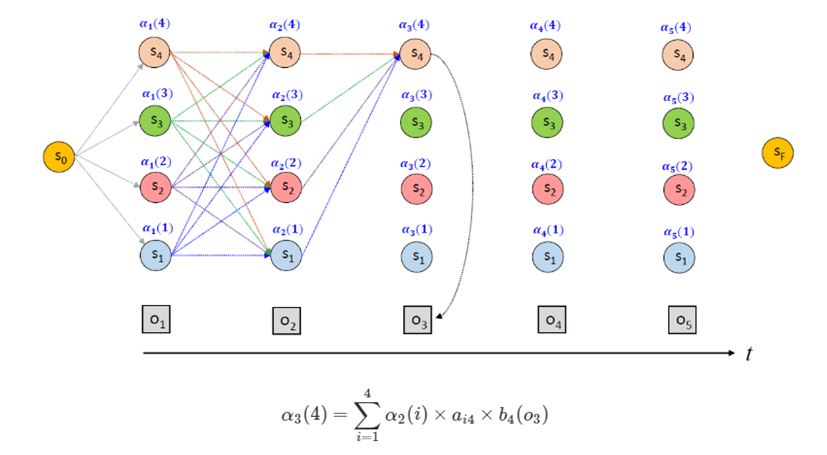 α₁(4) α₂(4) α₃(4) α₄(4) α₅(4)
S₄ S₄ S₄ S₄ S₄
α₁(3) α₂(3) α₃(3) α₄(3) α₅(3)
S₃ S₃ S₃ S₃ S₃
S₀ S_F
α₁(2) α₂(2) α₃(2) α₄(2) α₅(2)
S₂ S₂ S₂ S₂ S₂
α₁(1) α₂(1) α₃(1) α₄(1) α₅(1)
S₁ S₁ S₁ S₁ S₁
O₁ O₂ O₃ O₄ O₅
t
α₃(4) = ∑_{i=1}^{4} α₂(i) × a_{i4} × b₄(o₃)